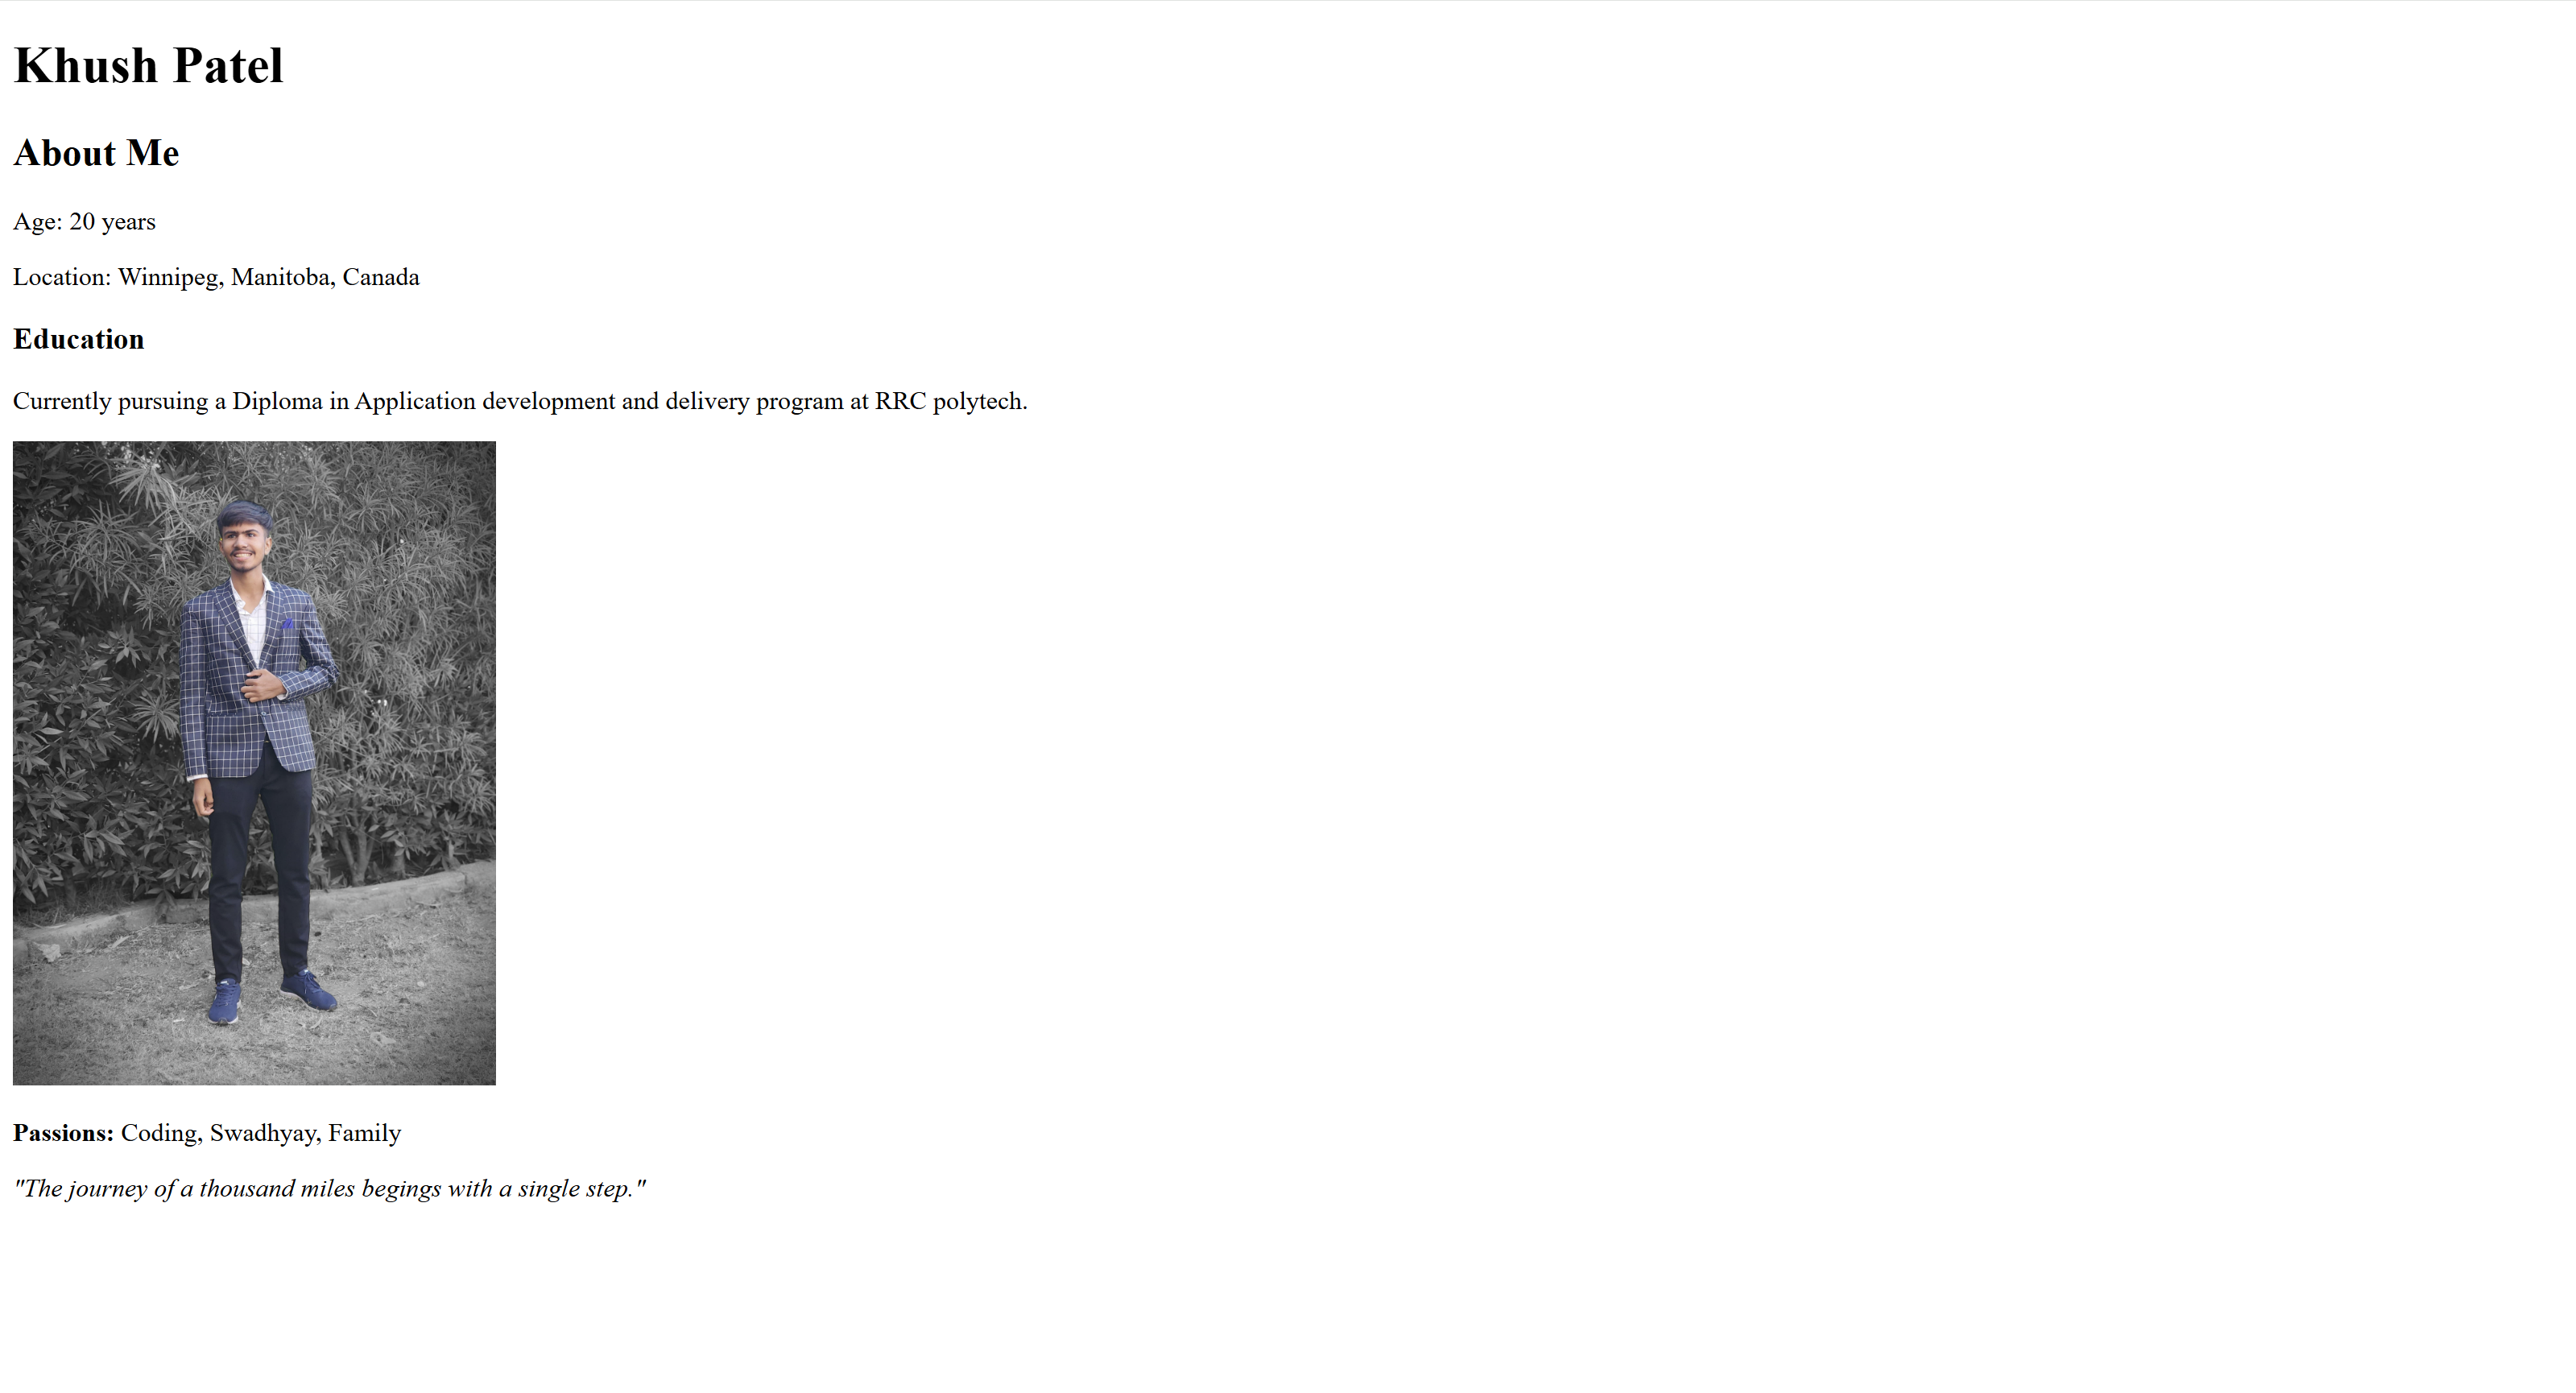 Khush Patel
About Me
Age: 20 years
Location: Winnipeg, Manitoba, Canada
Education
Currently pursuing a Diploma in Application development and delivery program at RRC polytech.
Passions: Coding, Swadhyay, Family
"The journey of a thousand miles begings with a single step."